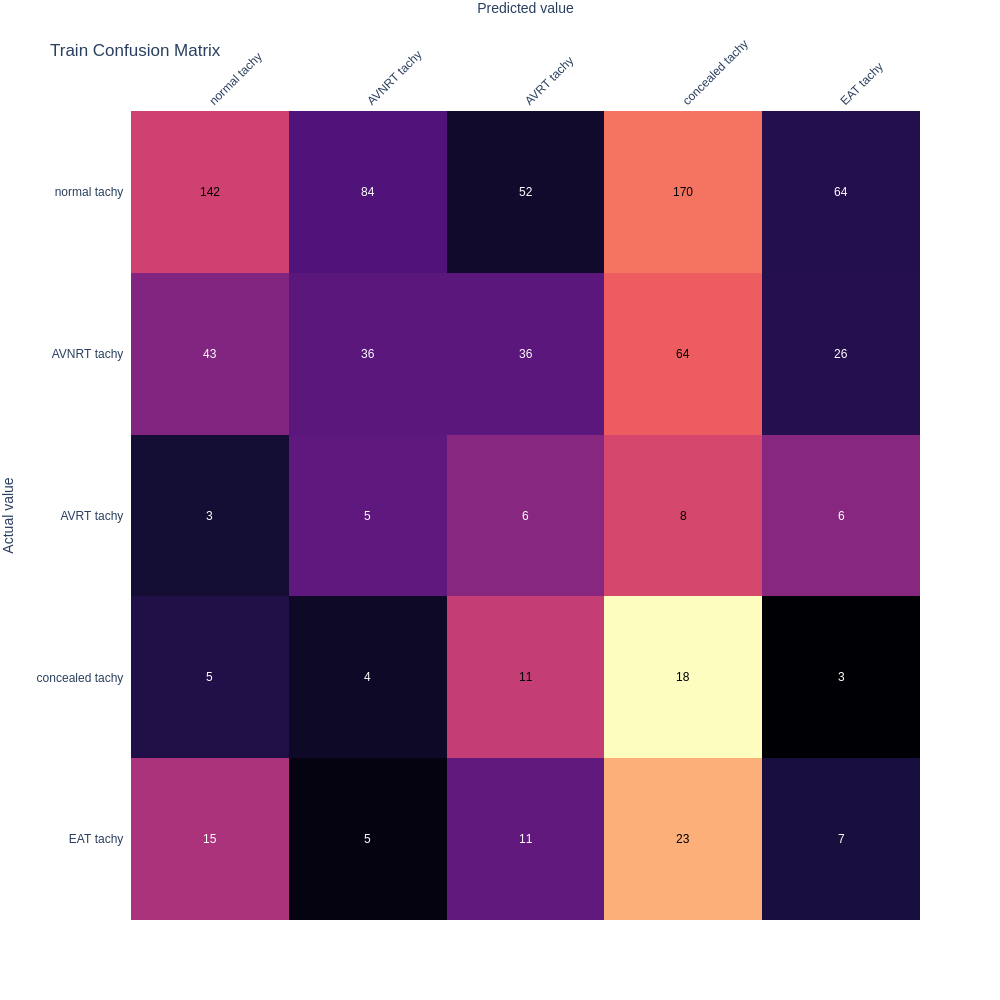 Predicted value
Train Confusion Matrix
normal tachy
AVNRT tachy
AVRT tachy
concealed tachy
EAT tachy
normal tachy 142 84 52 170 64
AVNRT tachy 43 36 36 64 26
Actual value
AVRT tachy 3 5 6 8 6
concealed tachy 5 4 11 18 3
EAT tachy 15 5 11 23 7